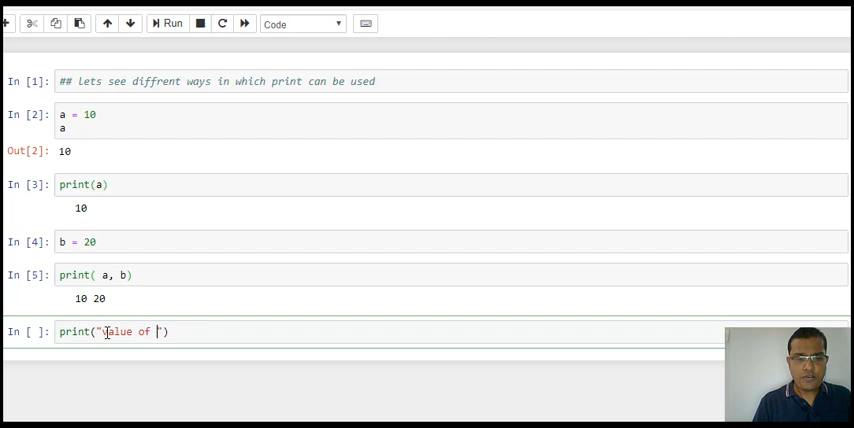 Run Code
In [1]: ## Lets see diffrent ways in which print can be used
In [2]: a = 10
a
Out[2]: 10
In [3]: print(a)
10
In [4]: b = 20
In [5]: print( a, b)
10 20
In [ ]: print("value of ")